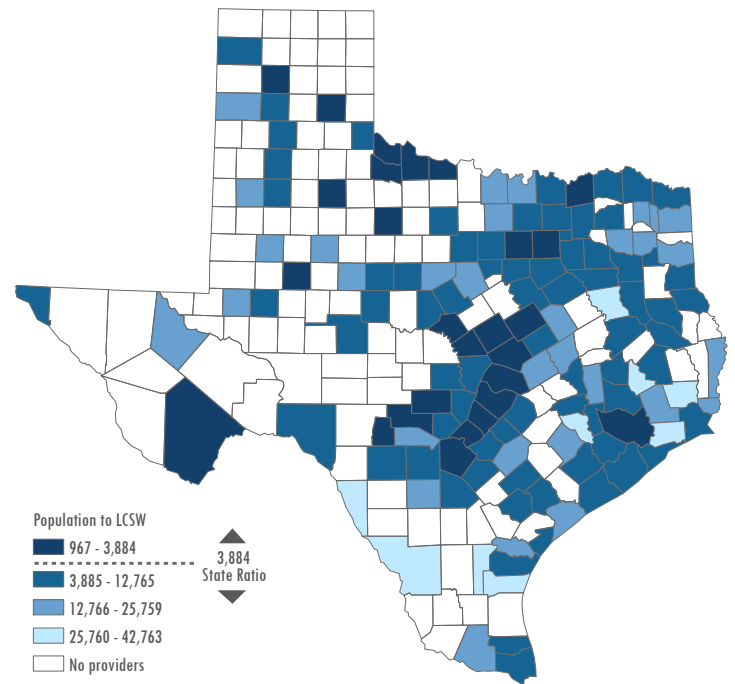 Population to LCSW
967 - 3,884
3,884
State Ratio
3,885 - 12,765
12,766 - 25,759
25,760 - 42,763
No providers